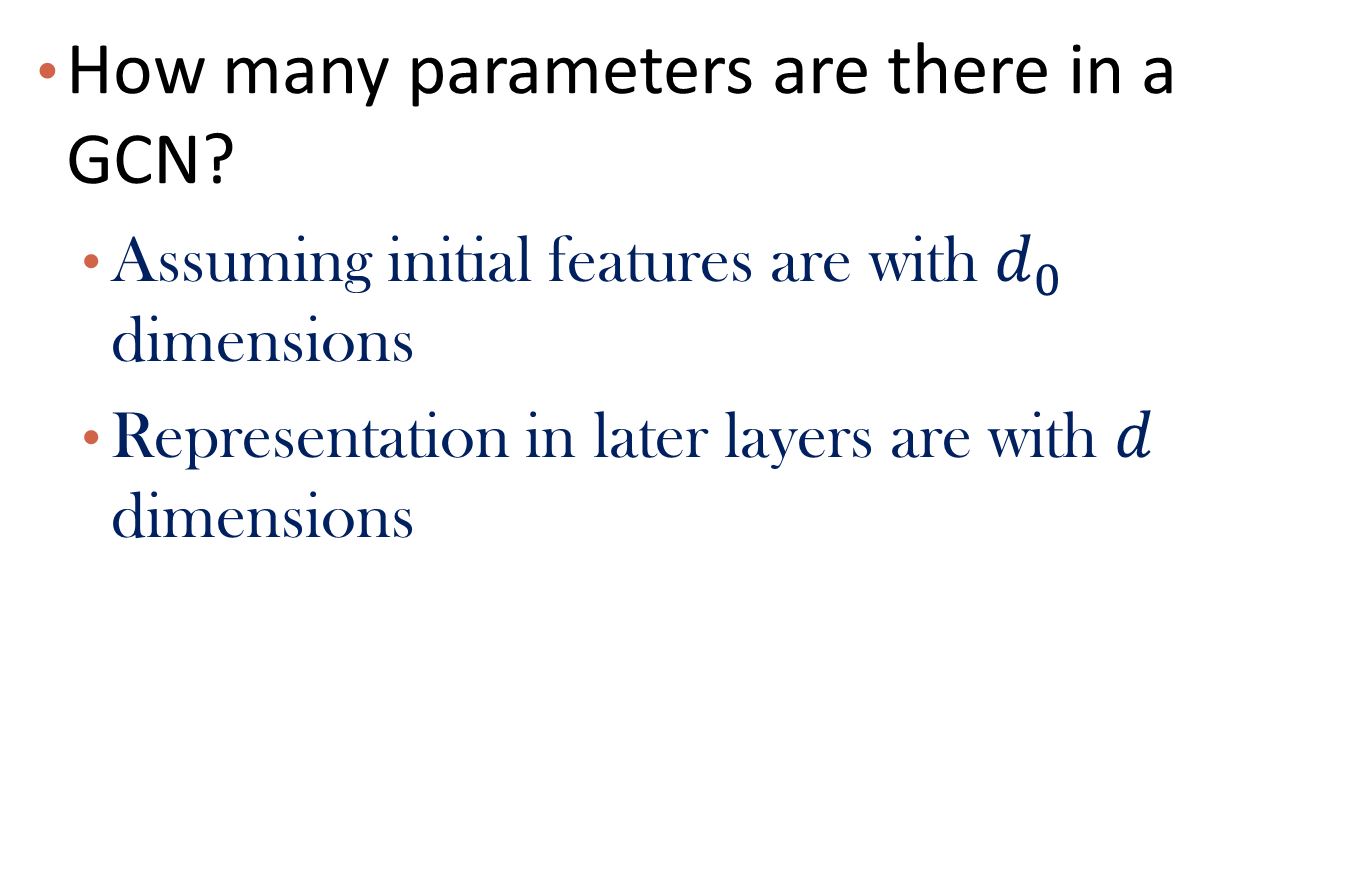 • How many parameters are there in a
GCN?
• Assuming initial features are with d₀
dimensions
• Representation in later layers are with d
dimensions